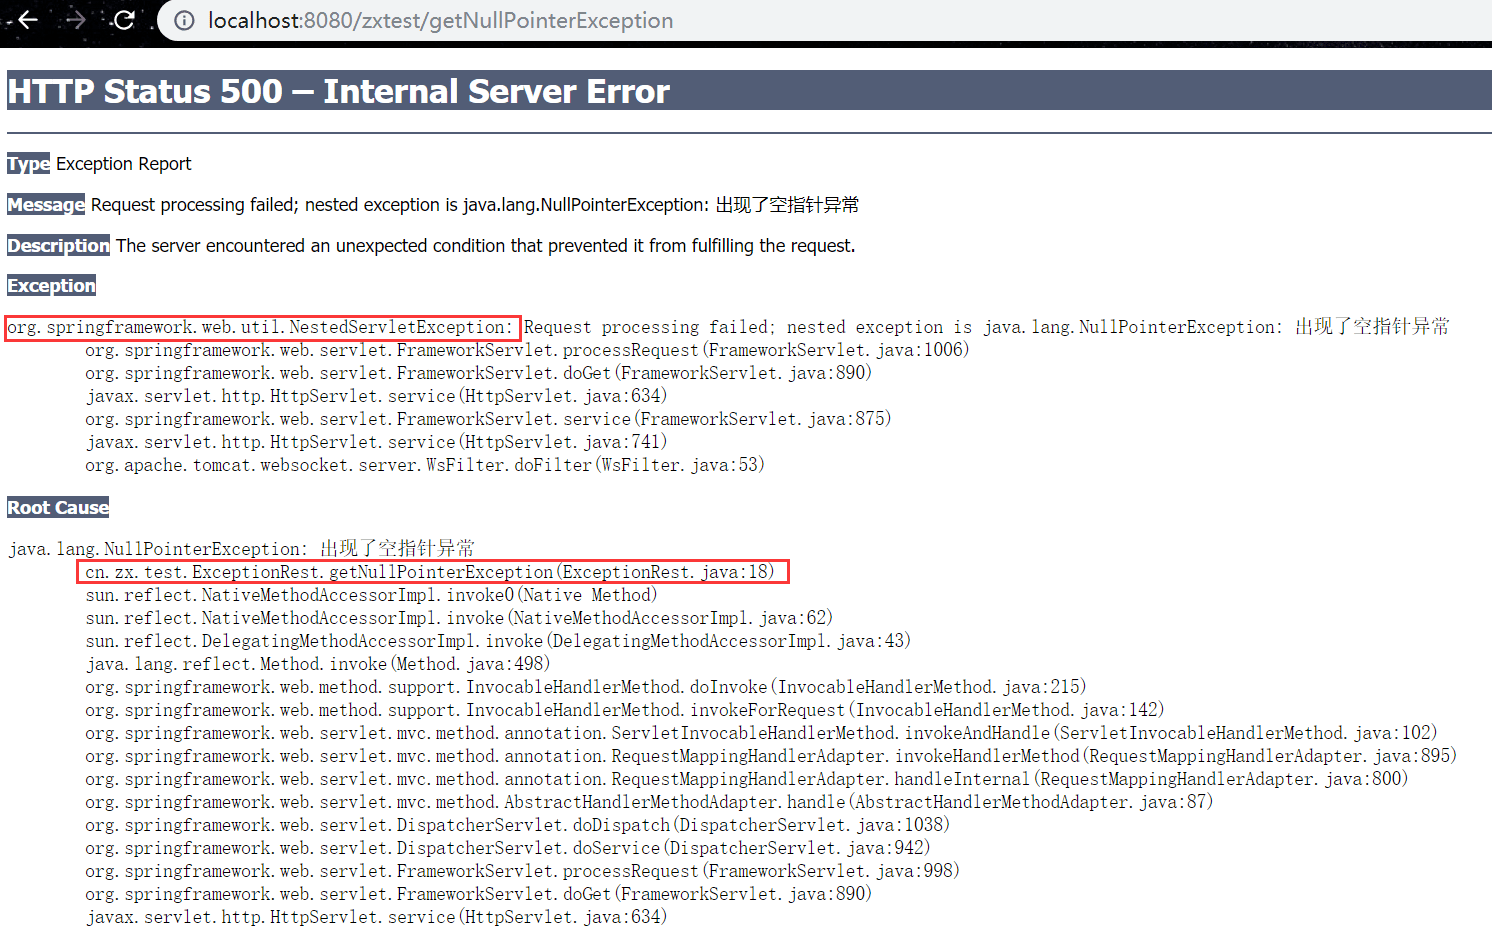 localhost:8080/zxtest/getNullPointerException
HTTP Status 500 – Internal Server Error
Type Exception Report
Message Request processing failed; nested exception is java.lang.NullPointerException: 出现了空指针异常
Description The server encountered an unexpected condition that prevented it from fulfilling the request.
Exception
org.springframework.web.util.NestedServletException: Request processing failed; nested exception is java.lang.NullPointerException: 出现了空指针异常
org.springframework.web.servlet.FrameworkServlet.processRequest(FrameworkServlet.java:1006)
org.springframework.web.servlet.FrameworkServlet.doGet(FrameworkServlet.java:890)
javax.servlet.http.HttpServlet.service(HttpServlet.java:634)
org.springframework.web.servlet.FrameworkServlet.service(FrameworkServlet.java:875)
javax.servlet.http.HttpServlet.service(HttpServlet.java:741)
org.apache.tomcat.websocket.server.WsFilter.doFilter(WsFilter.java:53)
Root Cause
java.lang.NullPointerException: 出现了空指针异常
cn.zx.test.ExceptionRest.getNullPointerException(ExceptionRest.java:18)
sun.reflect.NativeMethodAccessorImpl.invoke0(Native Method)
sun.reflect.NativeMethodAccessorImpl.invoke(NativeMethodAccessorImpl.java:62)
sun.reflect.DelegatingMethodAccessorImpl.invoke(DelegatingMethodAccessorImpl.java:43)
java.lang.reflect.Method.invoke(Method.java:498)
org.springframework.web.method.support.InvocableHandlerMethod.doInvoke(InvocableHandlerMethod.java:215)
org.springframework.web.method.support.InvocableHandlerMethod.invokeForRequest(InvocableHandlerMethod.java:142)
org.springframework.web.servlet.mvc.method.annotation.ServletInvocableHandlerMethod.invokeAndHandle(ServletInvocableHandlerMethod.java:102)
org.springframework.web.servlet.mvc.method.annotation.RequestMappingHandlerAdapter.invokeHandlerMethod(RequestMappingHandlerAdapter.java:895)
org.springframework.web.servlet.mvc.method.annotation.RequestMappingHandlerAdapter.handleInternal(RequestMappingHandlerAdapter.java:800)
org.springframework.web.servlet.mvc.method.AbstractHandlerMethodAdapter.handle(AbstractHandlerMethodAdapter.java:87)
org.springframework.web.servlet.DispatcherServlet.doDispatch(DispatcherServlet.java:1038)
org.springframework.web.servlet.DispatcherServlet.doService(DispatcherServlet.java:942)
org.springframework.web.servlet.FrameworkServlet.processRequest(FrameworkServlet.java:998)
org.springframework.web.servlet.FrameworkServlet.doGet(FrameworkServlet.java:890)
javax.servlet.http.HttpServlet.service(HttpServlet.java:634)